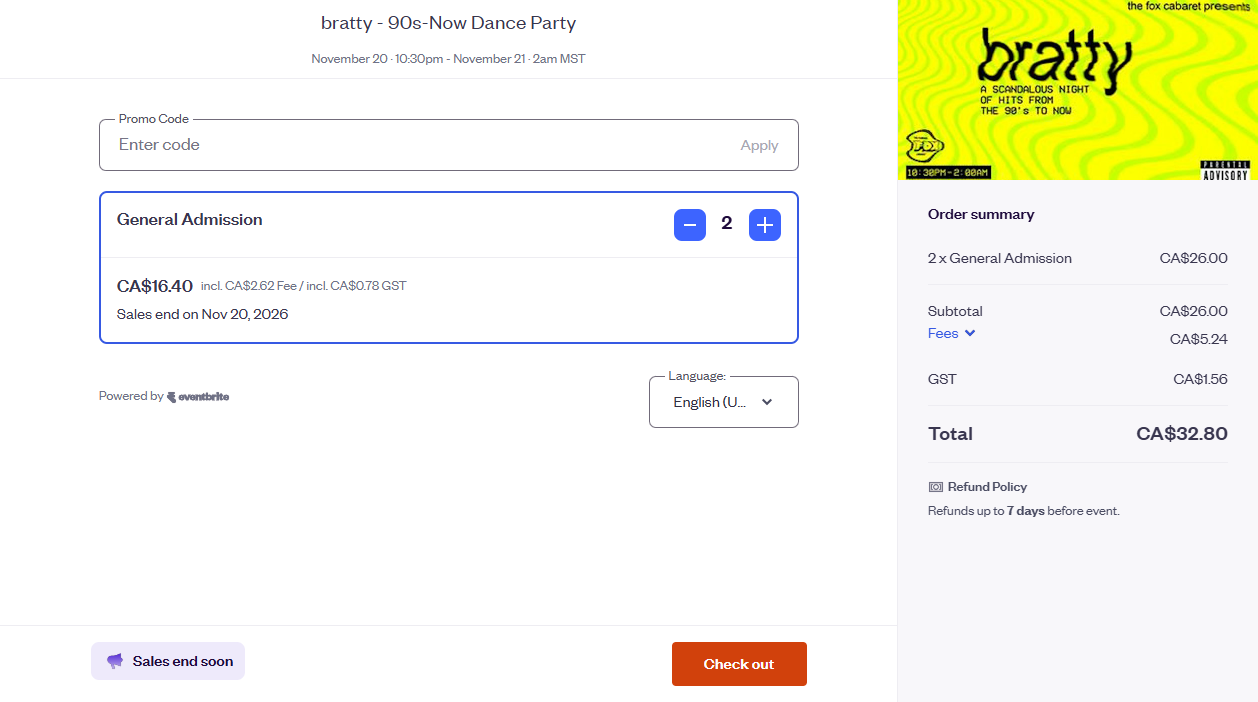 bratty - 90s-Now Dance Party
November 20 · 10:30pm - November 21 · 2am MST
Promo Code
Enter code
Apply
General Admission
2
CA$16.40 incl. CA$2.62 Fee / incl. CA$0.78 GST
Sales end on Nov 20, 2026
Powered by eventbrite
Language:
English (U...
Sales end soon
Check out
the fox cabaret presents
bratty
A SCANDALOUS NIGHT
OF HITS FROM
THE 90's TO NOW
FOX
10:30PM-2:00AM
PARENTAL
ADVISORY
Order summary
2 x General Admission CA$26.00
Subtotal CA$26.00
Fees CA$5.24
GST CA$1.56
Total CA$32.80
Refund Policy
Refunds up to 7 days before event.